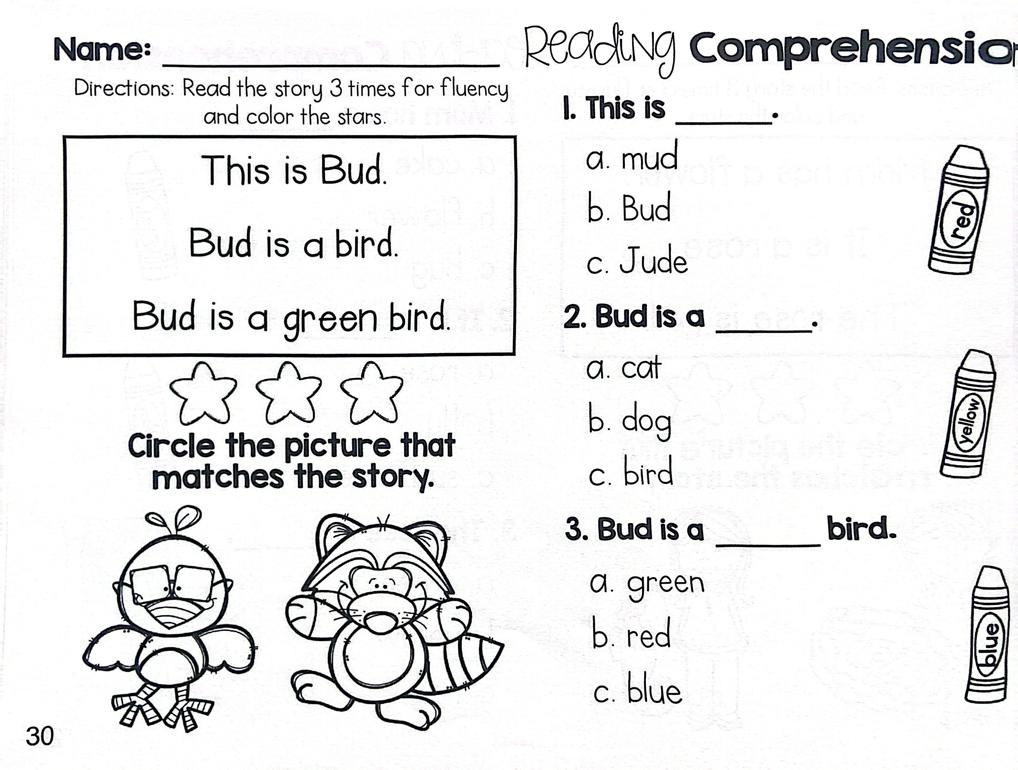 Name:
Directions: Read the story 3 times for fluency
and color the stars.
This is Bud.
Bud is a bird.
Bud is a green bird.
Circle the picture that
matches the story.
30
Reading Comprehensio
1. This is ______.
a. mud
b. Bud
c. Jude
red
2. Bud is a ______.
a. cat
b. dog
c. bird
yellow
3. Bud is a ______ bird.
a. green
b. red
c. blue
blue